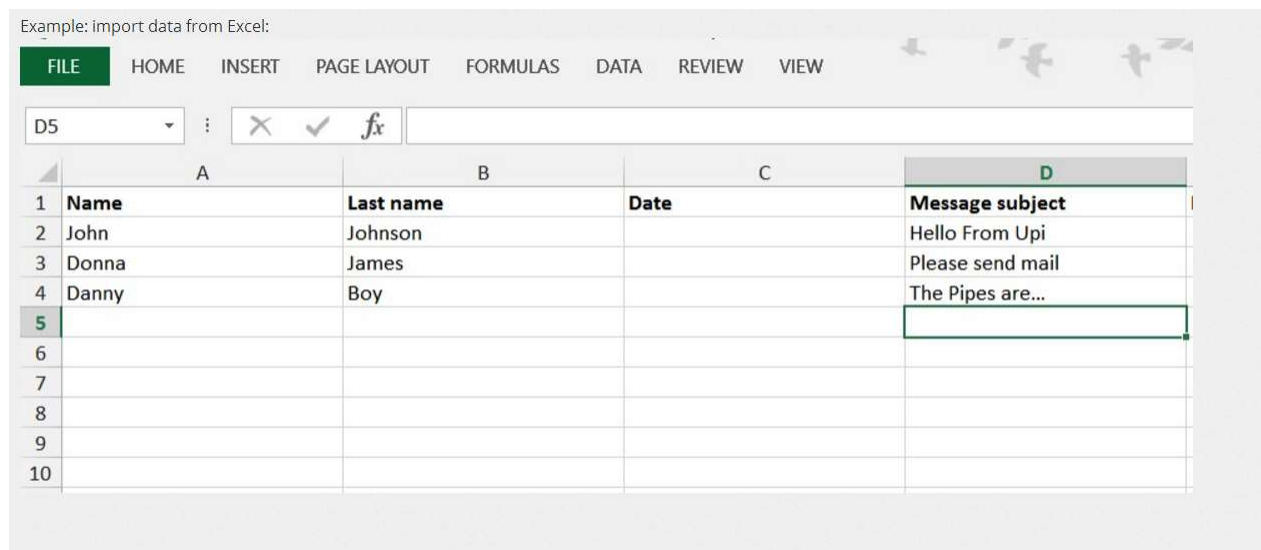 Example: import data from Excel:
FILE HOME INSERT PAGE LAYOUT FORMULAS DATA REVIEW VIEW
D5 fx
A B C D
1 Name Last name Date Message subject
2 John Johnson Hello From Upi
3 Donna James Please send mail
4 Danny Boy The Pipes are...
5
6
7
8
9
10